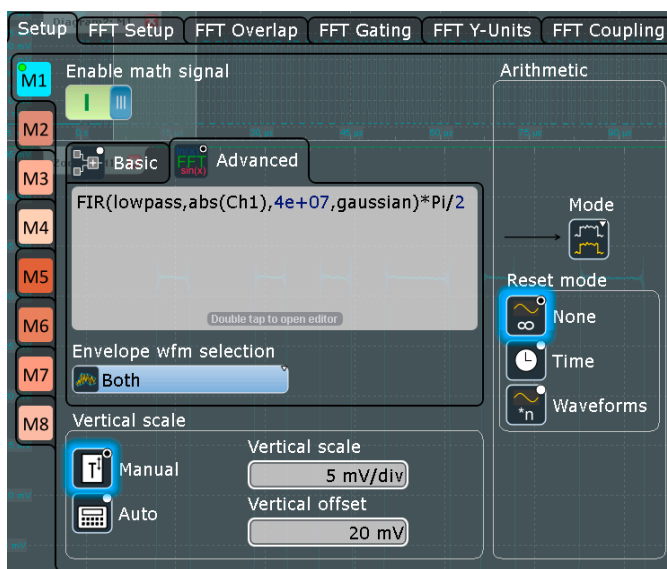 Setup FFT Setup FFT Overlap FFT Gating FFT Y-Units FFT Coupling
M1
M2
M3
M4
M5
M6
M7
M8
Enable math signal
I
Basic
FFT
sin(x)
Advanced
FIR(lowpass,abs(Ch1),4e+07,gaussian)*Pi/2
Double tap to open editor
Envelope wfm selection
Both
Vertical scale
Manual
Auto
Vertical scale
5 mV/div
Vertical offset
20 mV
Arithmetic
Mode
Reset mode
∞
None
Time
*n
Waveforms